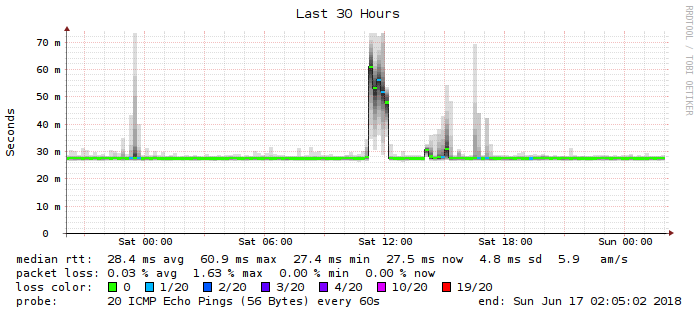 Last 30 Hours
RRDTOOL / TOBI OETIKER
Seconds
70 m
60 m
50 m
40 m
30 m
20 m
10 m
0
Sat 00:00 Sat 06:00 Sat 12:00 Sat 18:00 Sun 00:00
median rtt: 28.4 ms avg 60.9 ms max 27.4 ms min 27.5 ms now 4.8 ms sd 5.9 am/s
packet loss: 0.03 % avg 1.63 % max 0.00 % min 0.00 % now
loss color: 0 1/20 2/20 3/20 4/20 10/20 19/20
probe: 20 ICMP Echo Pings (56 Bytes) every 60s end: Sun Jun 17 02:05:02 2018